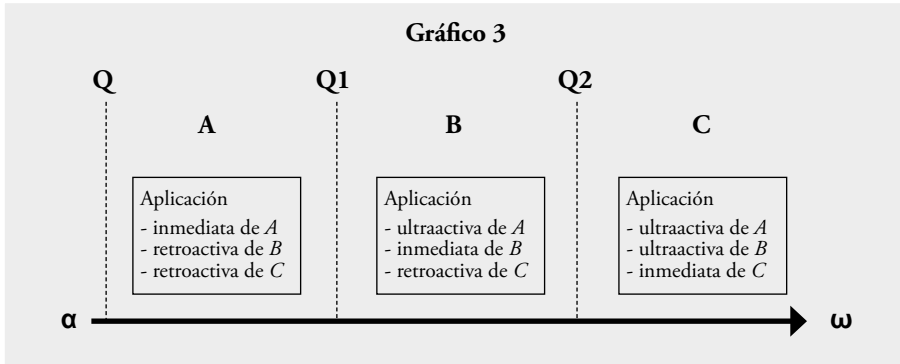 Gráfico 3
Q Q1 Q2
A B C
Aplicación
- inmediata de A
- retroactiva de B
- retroactiva de C
Aplicación
- ultraactiva de A
- inmediata de B
- retroactiva de C
Aplicación
- ultraactiva de A
- ultraactiva de B
- inmediata de C
α ω